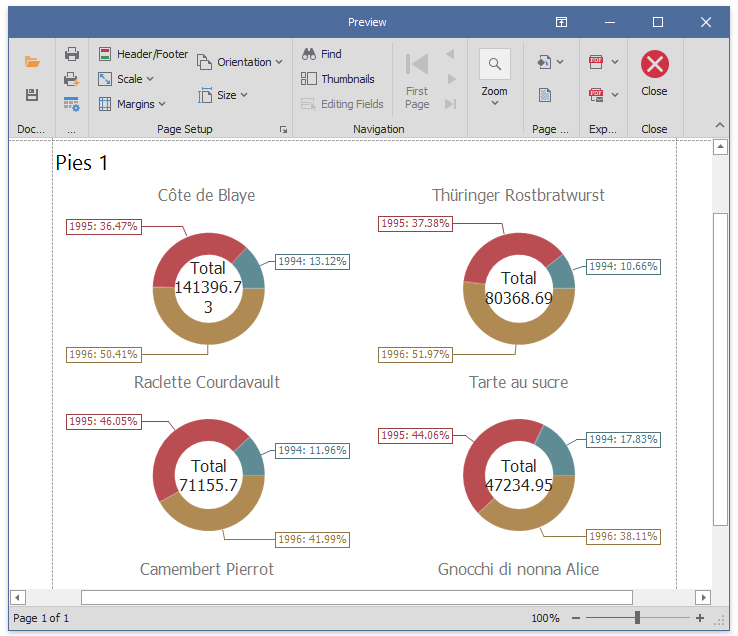 Preview
Header/Footer
Scale
Margins
Orientation
Size
Find
Thumbnails
Editing Fields
First
Page
Zoom
PDF
PDF
Close
Doc...
...
Page Setup
Navigation
Page ...
Exp...
Close
Pies 1
Côte de Blaye
Thüringer Rostbratwurst
1995: 36.47%
1994: 13.12%
Total
141396.7
3
1996: 50.41%
1995: 37.38%
1994: 10.66%
Total
80368.69
1996: 51.97%
Raclette Courdavault
Tarte au sucre
1995: 46.05%
1994: 11.96%
Total
71155.7
1996: 41.99%
1995: 44.06%
1994: 17.83%
Total
47234.95
1996: 38.11%
Camembert Pierrot
Gnocchi di nonna Alice
Page 1 of 1
100%